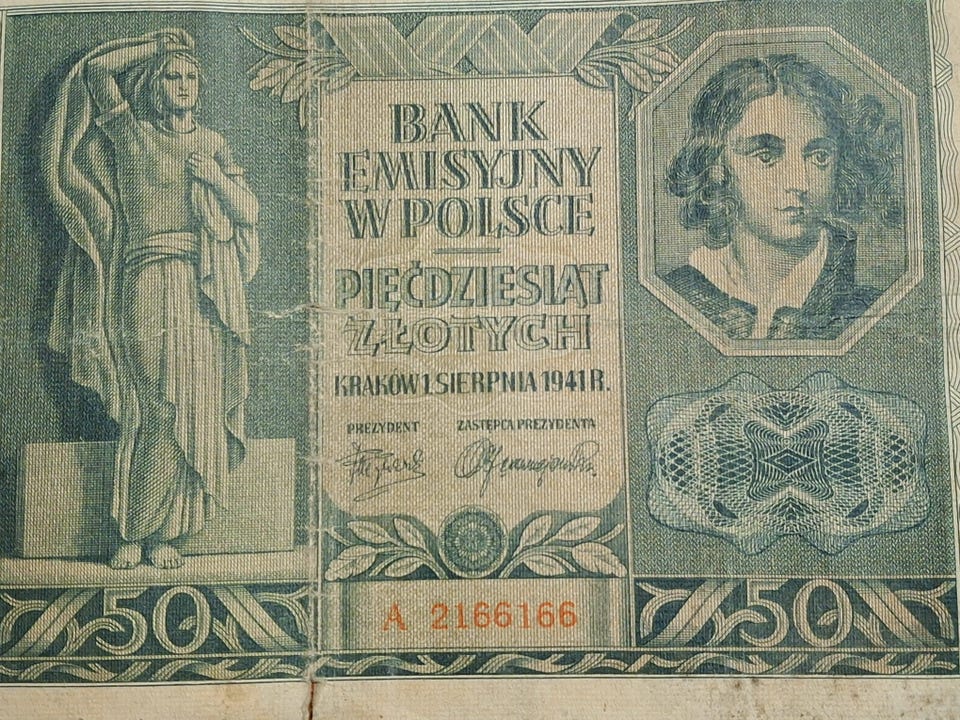 BANK
EMISYJNY
W POLSCE
PIĘĆDZIESIĄT
ZŁOTYCH
KRAKÓW 1. SIERPNIA 1941 R.
PREZYDENT ZASTĘPCA PREZYDENTA
50 A 2166166 50